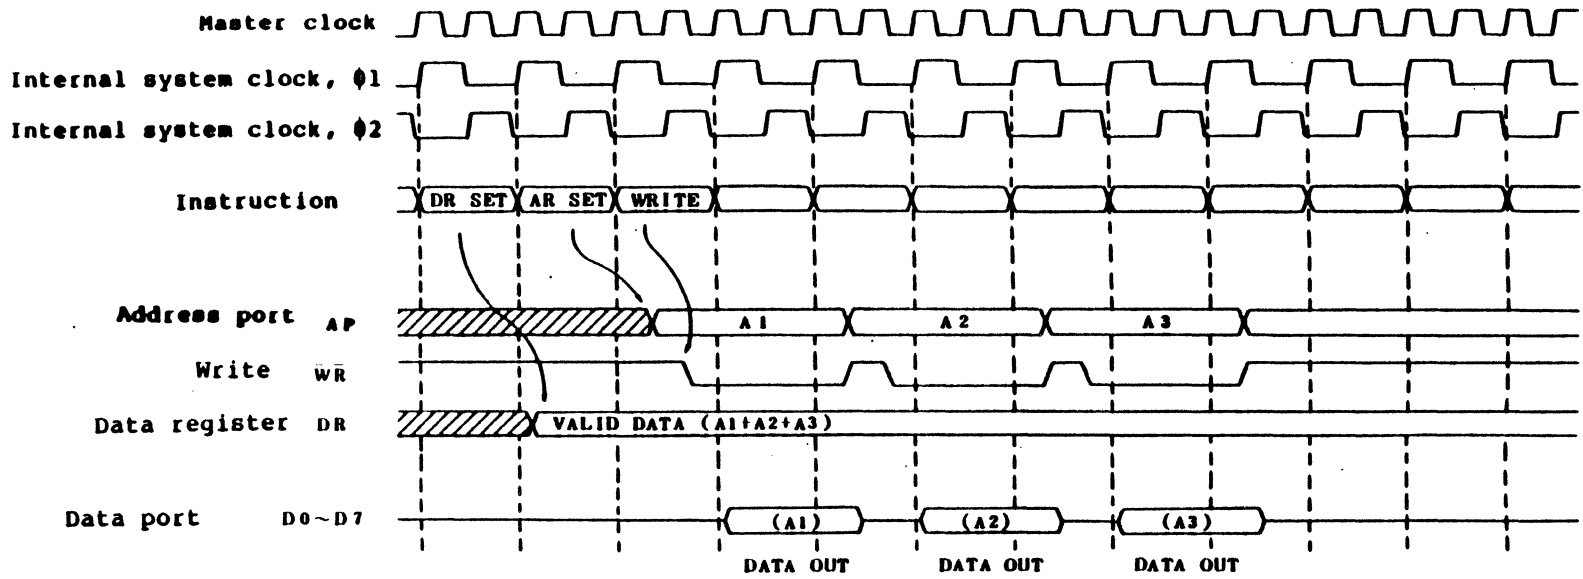 Master clock
Internal system clock, ϕ1
Internal system clock, ϕ2
Instruction DR SET AR SET WRITE
Address port AP A1 A2 A3
Write W̅R̅
Data register DR VALID DATA (A1+A2+A3)
Data port D0~D7 (A1) (A2) (A3)
DATA OUT DATA OUT DATA OUT